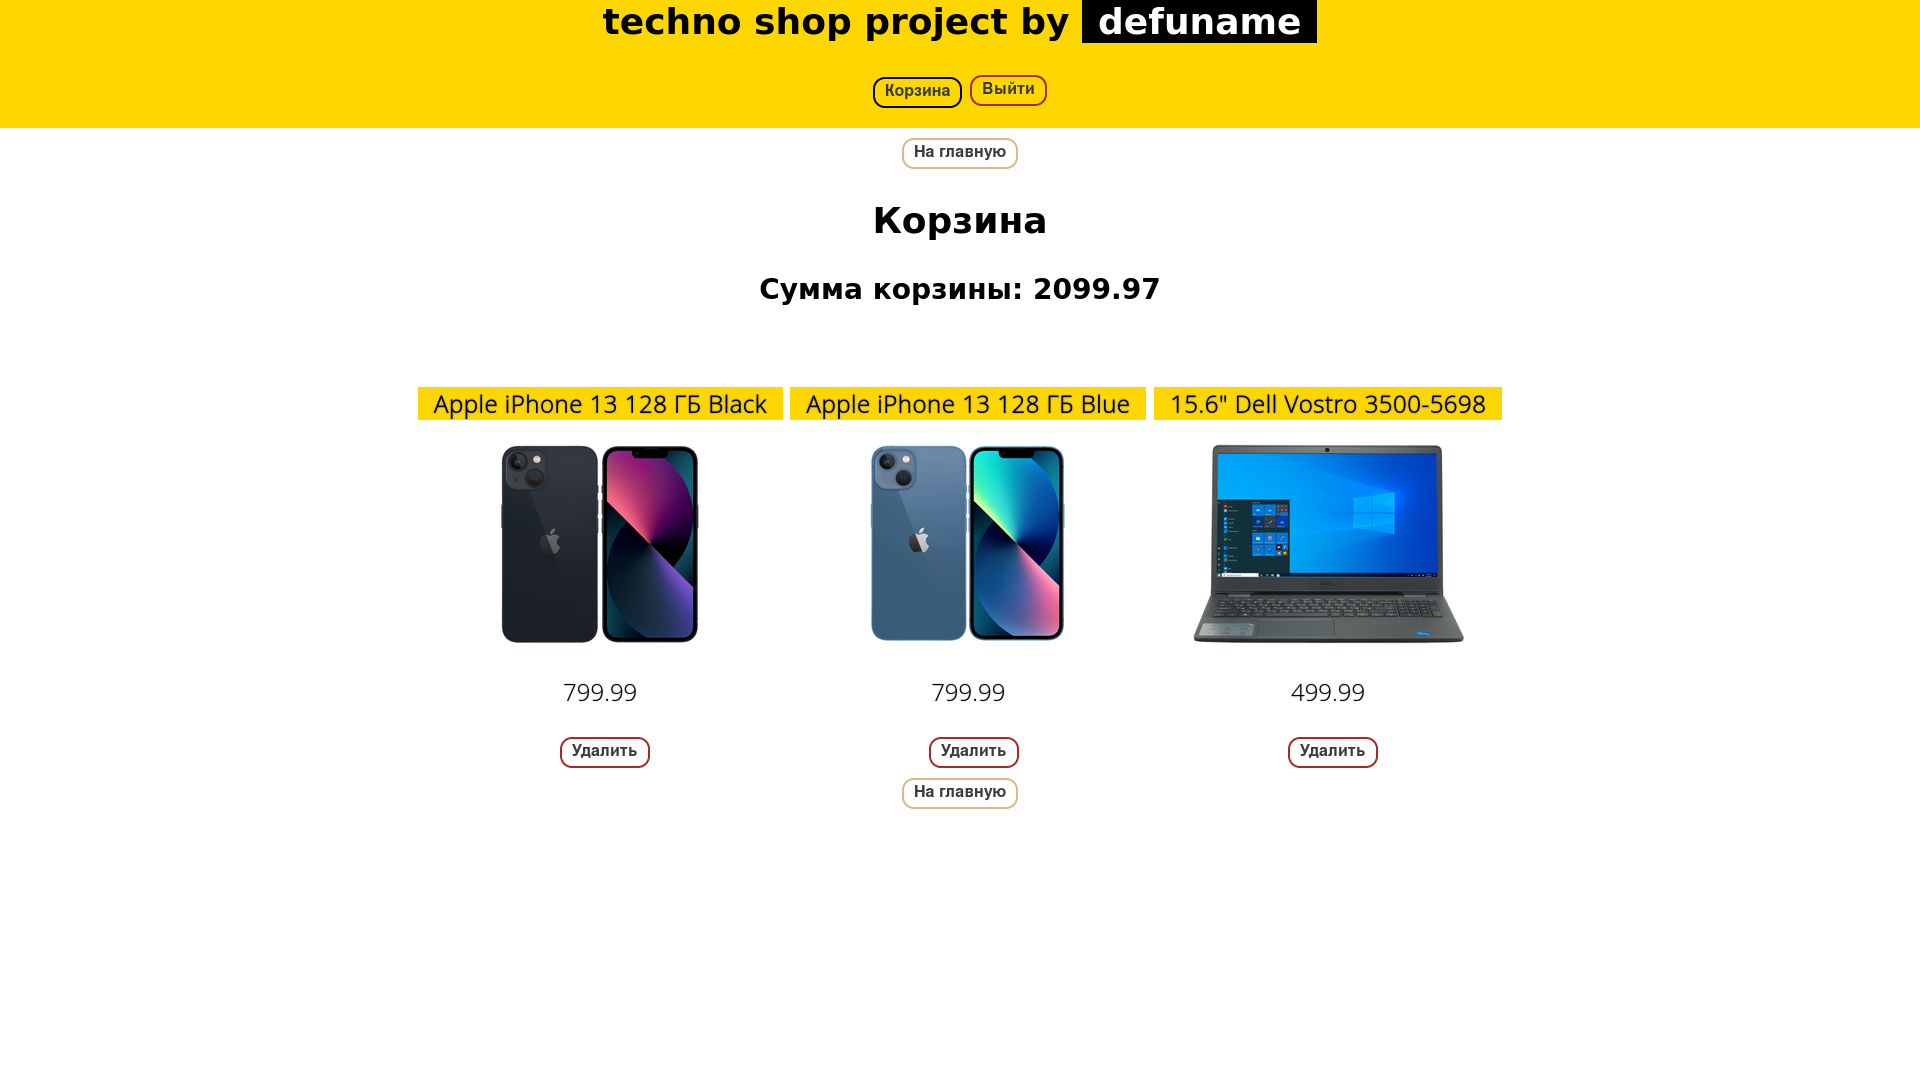 techno shop project by defuname
Корзина Выйти
На главную
Корзина
Сумма корзины: 2099.97
Apple iPhone 13 128 ГБ Black Apple iPhone 13 128 ГБ Blue 15.6" Dell Vostro 3500-5698
799.99 799.99 499.99
Удалить Удалить Удалить
На главную